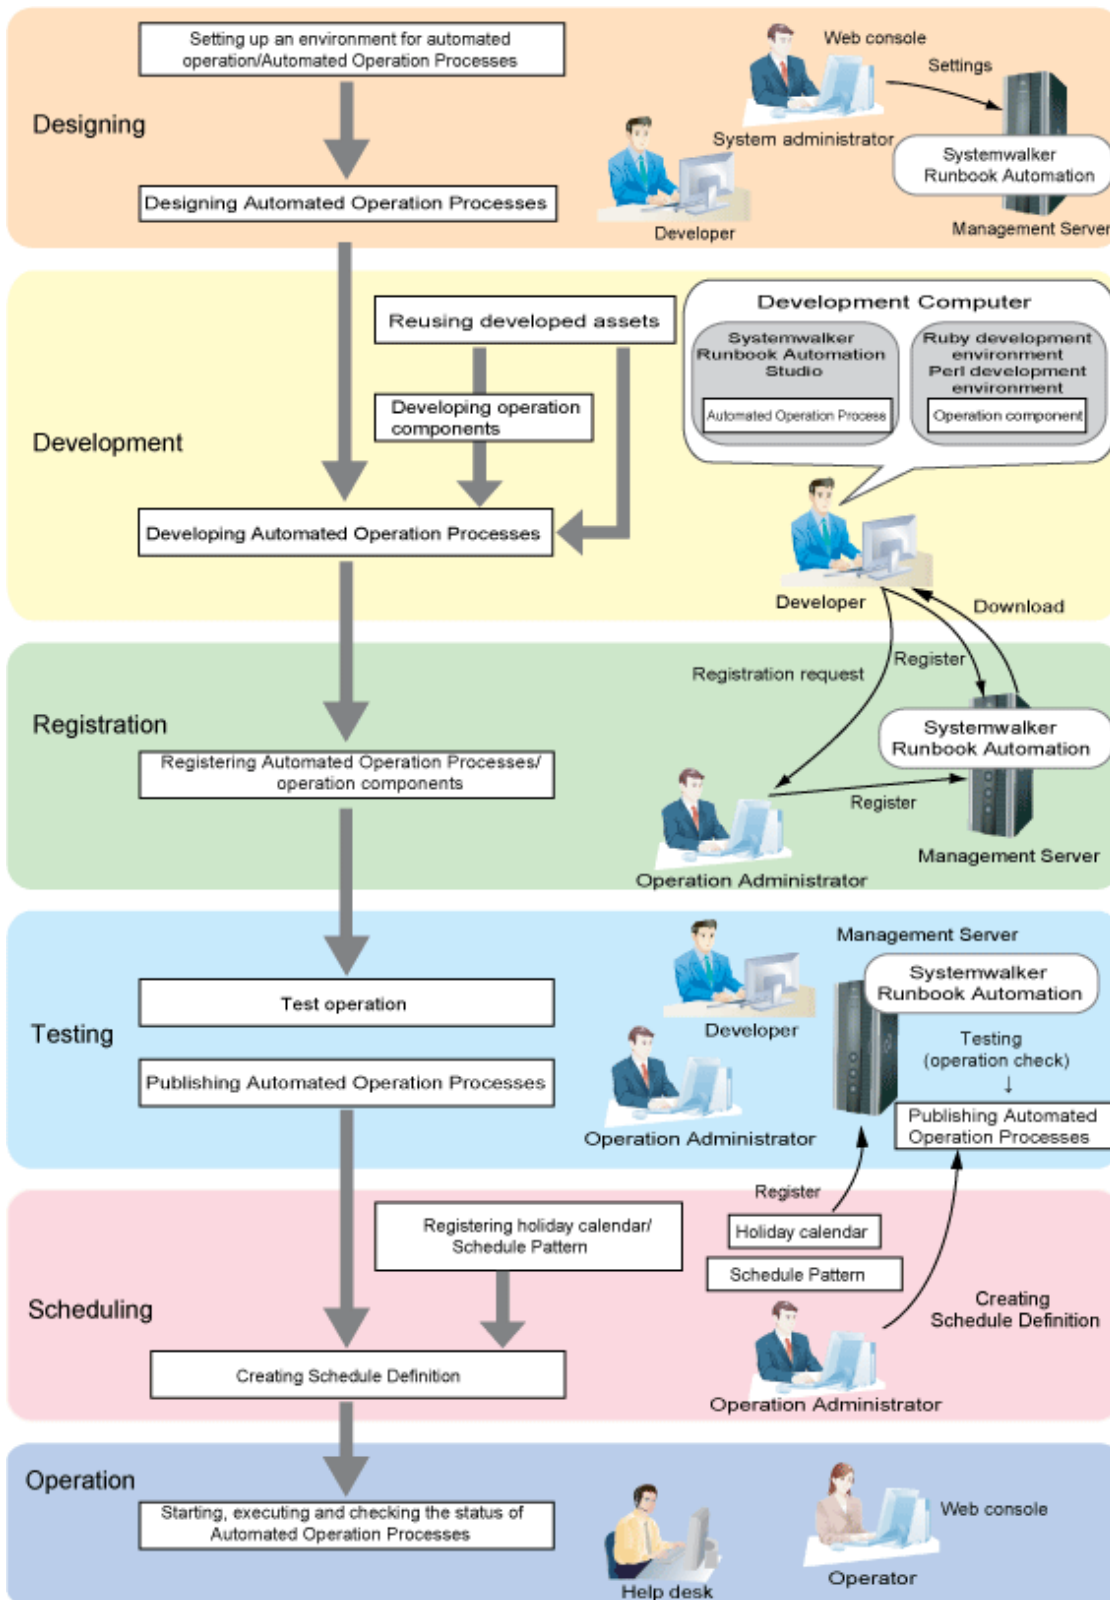 Setting up an environment for automated
operation/Automated Operation Processes
Web console
Settings
Designing
System administrator
Systemwalker
Runbook Automation
Designing Automated Operation Processes
Developer
Management Server
Reusing developed assets
Development Computer
Systemwalker
Runbook Automation
Studio
Ruby development
environment
Perl development
environment
Automated Operation Process
Operation component
Developing operation
components
Development
Developing Automated Operation Processes
Developer
Download
Register
Registration request
Registration
Systemwalker
Runbook Automation
Registering Automated Operation Processes/
operation components
Register
Management Server
Operation Administrator
Management Server
Systemwalker
Runbook Automation
Test operation
Developer
Testing
Testing
(operation check)
↓
Publishing Automated Operation Processes
Publishing Automated
Operation Processes
Operation Administrator
Register
Registering holiday calendar/
Schedule Pattern
Holiday calendar
Schedule Pattern
Scheduling
Creating
Schedule Definition
Creating Schedule Definition
Operation Administrator
Operation
Starting, executing and checking the status of
Automated Operation Processes
Web console
Help desk
Operator